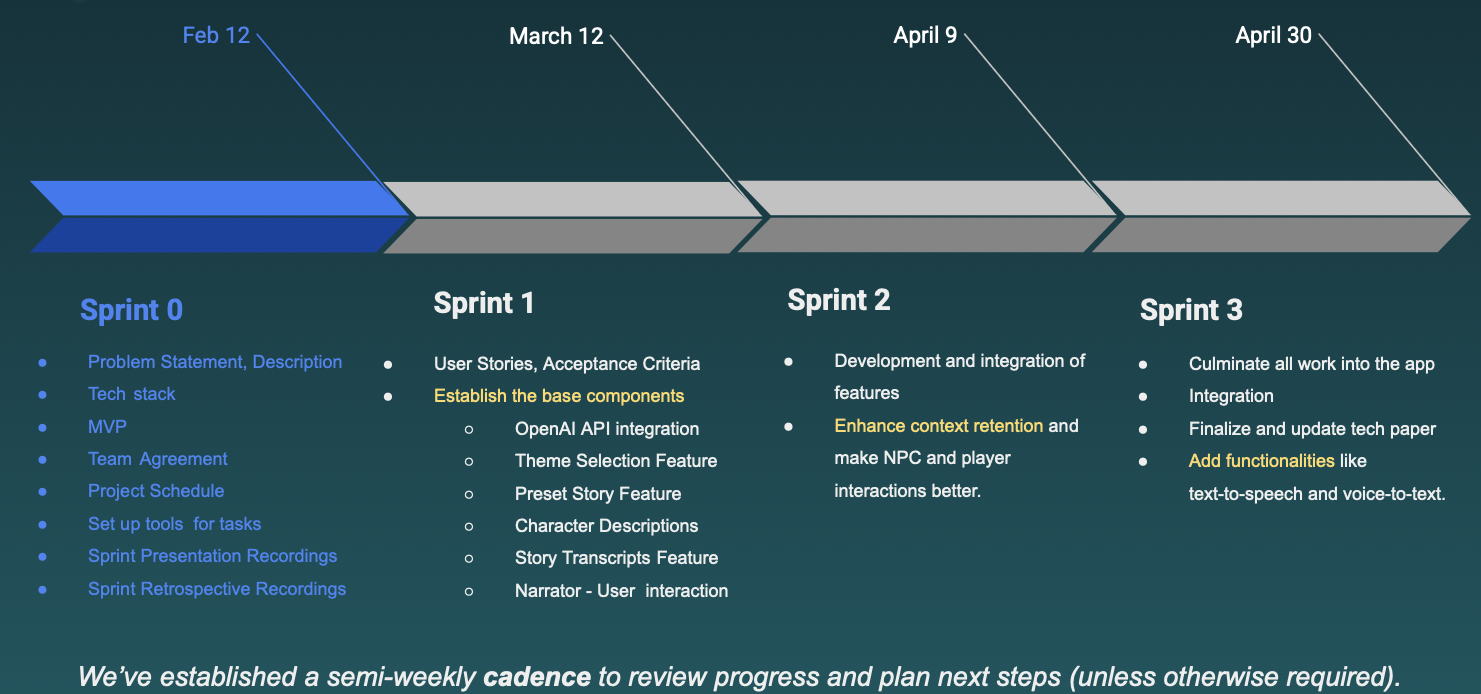 Feb 12
March 12
April 9
April 30
Sprint 0
● Problem Statement, Description
● Tech stack
● MVP
● Team Agreement
● Project Schedule
● Set up tools for tasks
● Sprint Presentation Recordings
● Sprint Retrospective Recordings
Sprint 1
● User Stories, Acceptance Criteria
● Establish the base components
○ OpenAI API integration
○ Theme Selection Feature
○ Preset Story Feature
○ Character Descriptions
○ Story Transcripts Feature
○ Narrator - User interaction
Sprint 2
● Development and integration of
features
● Enhance context retention and
make NPC and player
interactions better.
Sprint 3
● Culminate all work into the app
● Integration
● Finalize and update tech paper
● Add functionalities like
text-to-speech and voice-to-text.
We’ve established a semi-weekly cadence to review progress and plan next steps (unless otherwise required).